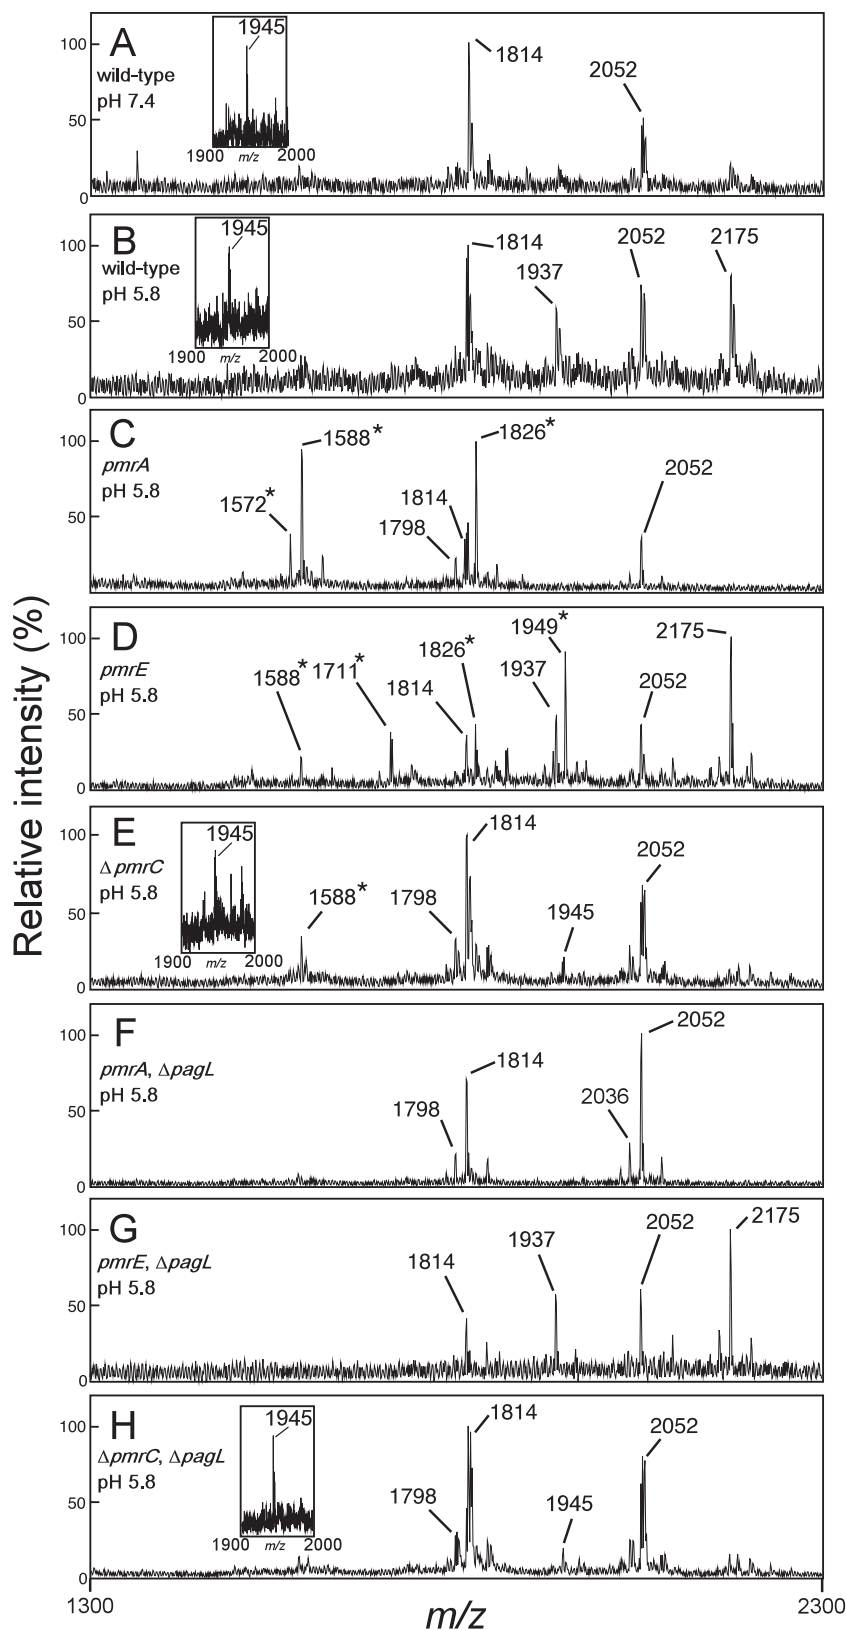 Relative intensity (%)
A
wild-type
pH 7.4
100
50
0
1945
1900 m/z 2000
1814
2052
B
wild-type
pH 5.8
100
50
0
1945
1900 m/z 2000
1814
1937
2052
2175
C
pmrA
pH 5.8
100
50
0
1572*
1588*
1798
1814
1826*
2052
D
pmrE
pH 5.8
100
50
0
1588*
1711*
1814
1826*
1937
1949*
2052
2175
E
ΔpmrC
pH 5.8
100
50
0
1945
1900 m/z 2000
1588*
1798
1814
1945
2052
F
pmrA, ΔpagL
pH 5.8
100
50
0
1798
1814
2036
2052
G
pmrE, ΔpagL
pH 5.8
100
50
0
1814
1937
2052
2175
H
ΔpmrC, ΔpagL
pH 5.8
100
50
0
1945
1900 m/z 2000
1798
1814
1945
2052
1300 m/z 2300